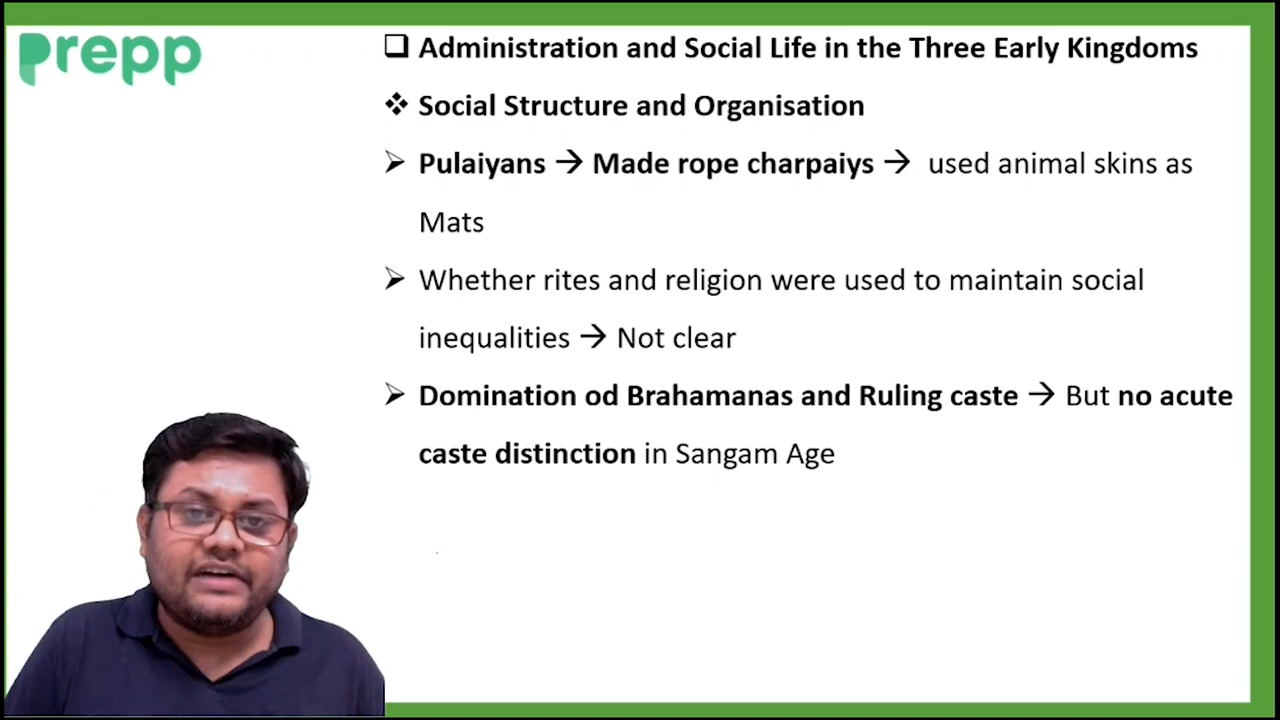 prepp
❑ Administration and Social Life in the Three Early Kingdoms
❖ Social Structure and Organisation
➢ Pulaiyans → Made rope charpaiys → used animal skins as
Mats
➢ Whether rites and religion were used to maintain social
inequalities → Not clear
➢ Domination od Brahamanas and Ruling caste → But no acute
caste distinction in Sangam Age